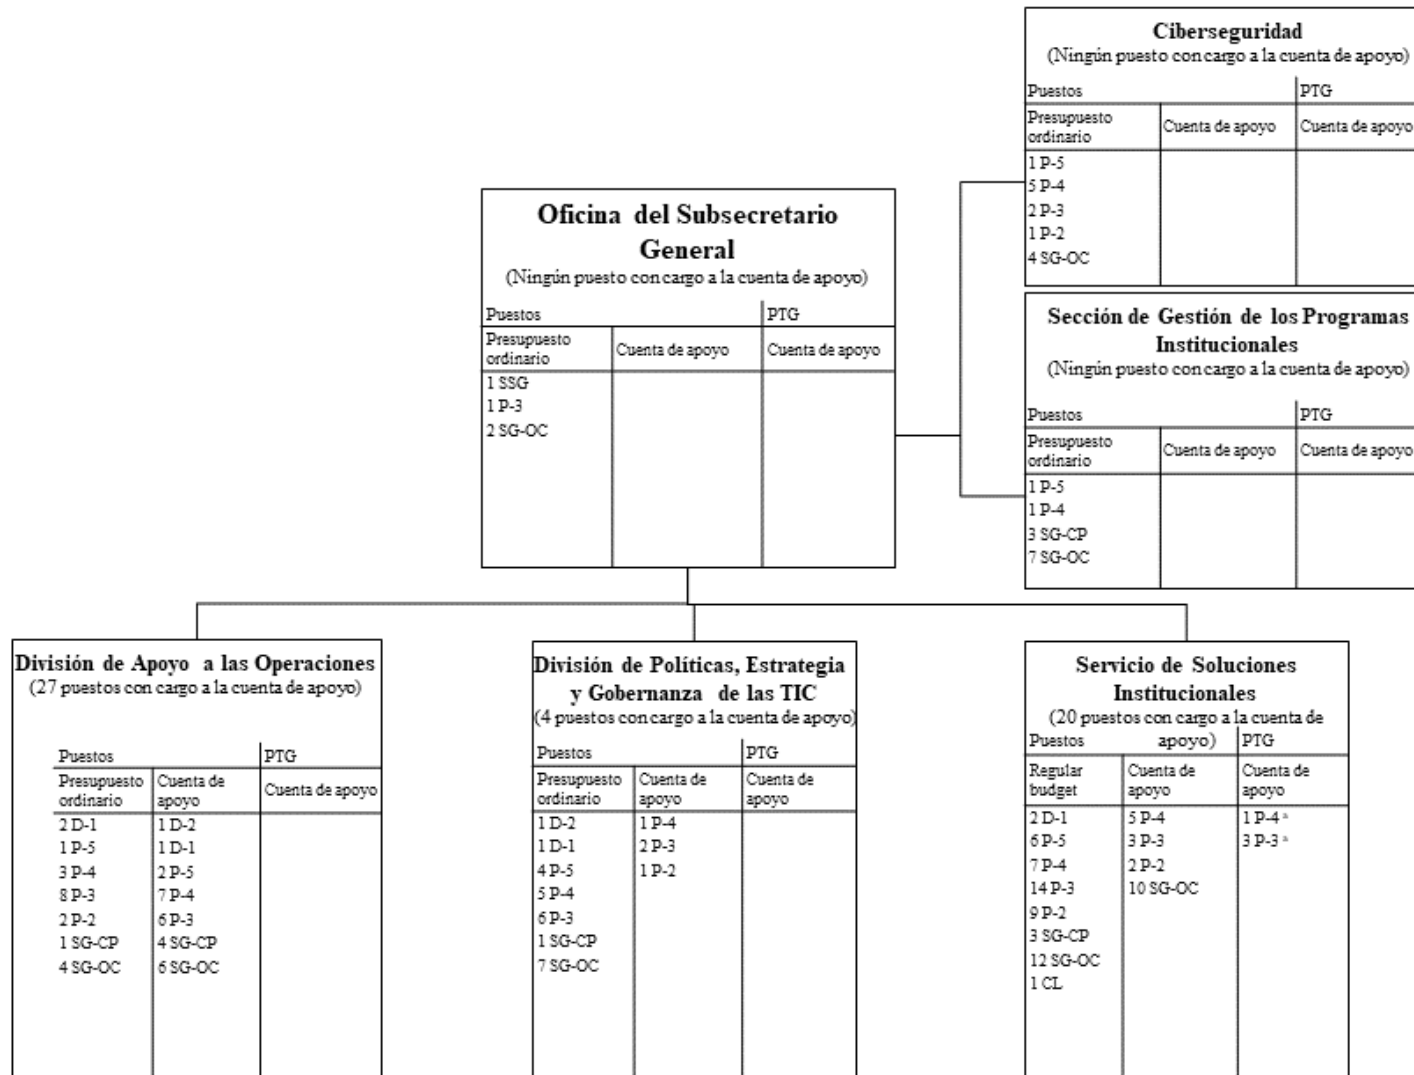 Ciberseguridad
(Ningún puesto con cargo a la cuenta de apoyo)
Puestos PTG
Presupuesto ordinario Cuenta de apoyo Cuenta de apoyo
1 P-5
5 P-4
2 P-3
1 P-2
4 SG-OC
Oficina del Subsecretario
General
(Ningún puesto con cargo a la cuenta de apoyo)
Puestos PTG
Presupuesto ordinario Cuenta de apoyo Cuenta de apoyo
1 SSG
1 P-3
2 SG-OC
Sección de Gestión de los Programas
Institucionales
(Ningún puesto con cargo a la cuenta de apoyo)
Puestos PTG
Presupuesto ordinario Cuenta de apoyo Cuenta de apoyo
1 P-5
1 P-4
3 SG-CP
7 SG-OC
División de Apoyo a las Operaciones
(27 puestos con cargo a la cuenta de apoyo)
Puestos PTG
Presupuesto ordinario Cuenta de apoyo Cuenta de apoyo
2 D-1 1 D-2
1 P-5 1 D-1
3 P-4 2 P-5
8 P-3 7 P-4
2 P-2 6 P-3
1 SG-CP 4 SG-CP
4 SG-OC 6 SG-OC
División de Políticas, Estrategia
y Gobernanza de las TIC
(4 puestos con cargo a la cuenta de apoyo)
Puestos PTG
Presupuesto ordinario Cuenta de apoyo Cuenta de apoyo
1 D-2 1 P-4
1 D-1 2 P-3
4 P-5 1 P-2
5 P-4
6 P-3
1 SG-CP
7 SG-OC
Servicio de Soluciones
Institucionales
(20 puestos con cargo a la cuenta de
apoyo)
Puestos PTG
Regular budget Cuenta de apoyo Cuenta de apoyo
2 D-1 5 P-4 1 P-4 ᵃ
6 P-5 3 P-3 3 P-3 ᵃ
7 P-4 2 P-2
14 P-3 10 SG-OC
9 P-2
3 SG-CP
12 SG-OC
1 CL